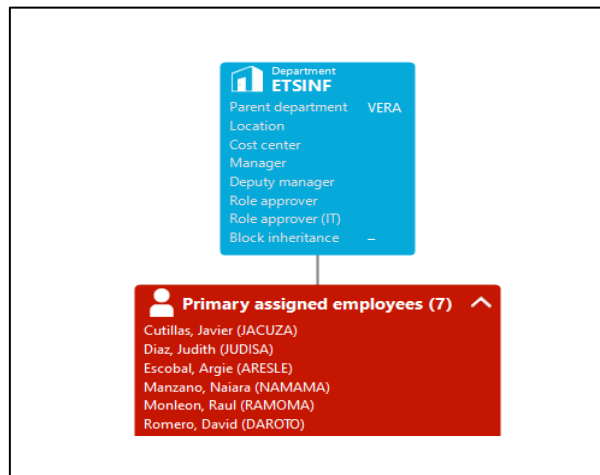 Department
ETSINF
Parent department VERA
Location
Cost center
Manager
Deputy manager
Role approver
Role approver (IT)
Block inheritance –
Primary assigned employees (7)
Cutillas, Javier (JACUZA)
Diaz, Judith (JUDISA)
Escobal, Argie (ARESLE)
Manzano, Naiara (NAMAMA)
Monleon, Raul (RAMOMA)
Romero, David (DAROTO)